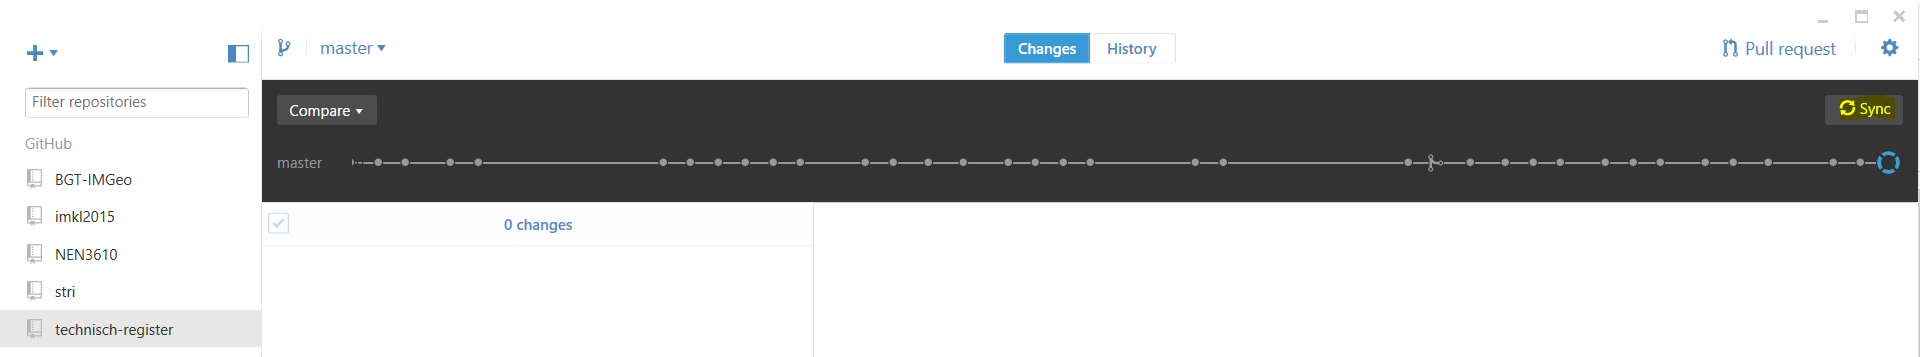 master
Changes
History
Pull request
Filter repositories
Compare
Sync
GitHub
master
BGT-IMGeo
imkl2015
0 changes
NEN3610
stri
technisch-register